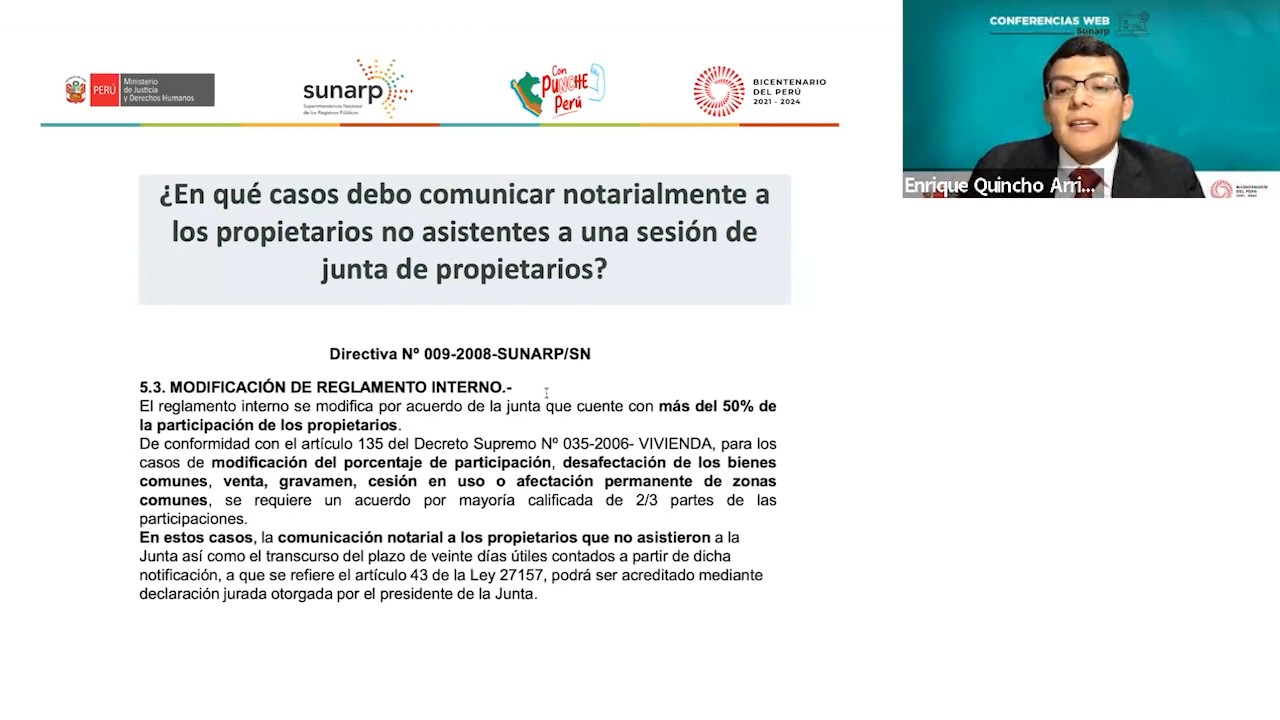 PERÚ
Ministerio
de Justicia
y Derechos Humanos
sunarp
Superintendencia Nacional
de los Registros Públicos
Con
PUNCHE
Perú
BICENTENARIO
DEL PERÚ
2021 - 2024
CONFERENCIAS WEB
Sunarp
Enrique Quincho Arri...
BICENTENARIO
DEL PERÚ
2021 - 2024
¿En qué casos debo comunicar notarialmente a
los propietarios no asistentes a una sesión de
junta de propietarios?
Directiva Nº 009-2008-SUNARP/SN
5.3. MODIFICACIÓN DE REGLAMENTO INTERNO.-
El reglamento interno se modifica por acuerdo de la junta que cuente con más del 50% de
la participación de los propietarios.
De conformidad con el artículo 135 del Decreto Supremo Nº 035-2006- VIVIENDA, para los
casos de modificación del porcentaje de participación, desafectación de los bienes
comunes, venta, gravamen, cesión en uso o afectación permanente de zonas
comunes, se requiere un acuerdo por mayoría calificada de 2/3 partes de las
participaciones.
En estos casos, la comunicación notarial a los propietarios que no asistieron a la
Junta así como el transcurso del plazo de veinte días útiles contados a partir de dicha
notificación, a que se refiere el artículo 43 de la Ley 27157, podrá ser acreditado mediante
declaración jurada otorgada por el presidente de la Junta.